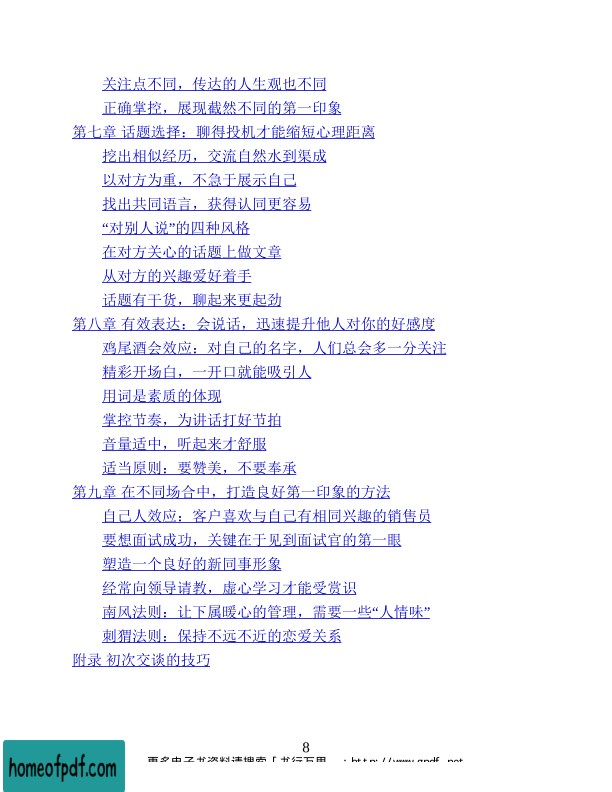 关注点不同，传达的人生观也不同
正确掌控，展现截然不同的第一印象
第七章 话题选择：聊得投机才能缩短心理距离
挖出相似经历，交流自然水到渠成
以对方为重，不急于展示自己
找出共同语言，获得认同更容易
“对别人说”的四种风格
在对方关心的话题上做文章
从对方的兴趣爱好着手
话题有干货，聊起来更起劲
第八章 有效表达：会说话，迅速提升他人对你的好感度
鸡尾酒会效应：对自己的名字，人们总会多一分关注
精彩开场白，一开口就能吸引人
用词是素质的体现
掌控节奏，为讲话打好节拍
音量适中，听起来才舒服
适当原则：要赞美，不要奉承
第九章 在不同场合中，打造良好第一印象的方法
自己人效应：客户喜欢与自己有相同兴趣的销售员
要想面试成功，关键在于见到面试官的第一眼
塑造一个良好的新同事形象
经常向领导请教，虚心学习才能受赏识
南风法则：让下属暖心的管理，需要一些“人情味”
刺猬法则：保持不远不近的恋爱关系
附录 初次交谈的技巧
8
更多电子书资料请搜索「书行万里
homeofpdf.com